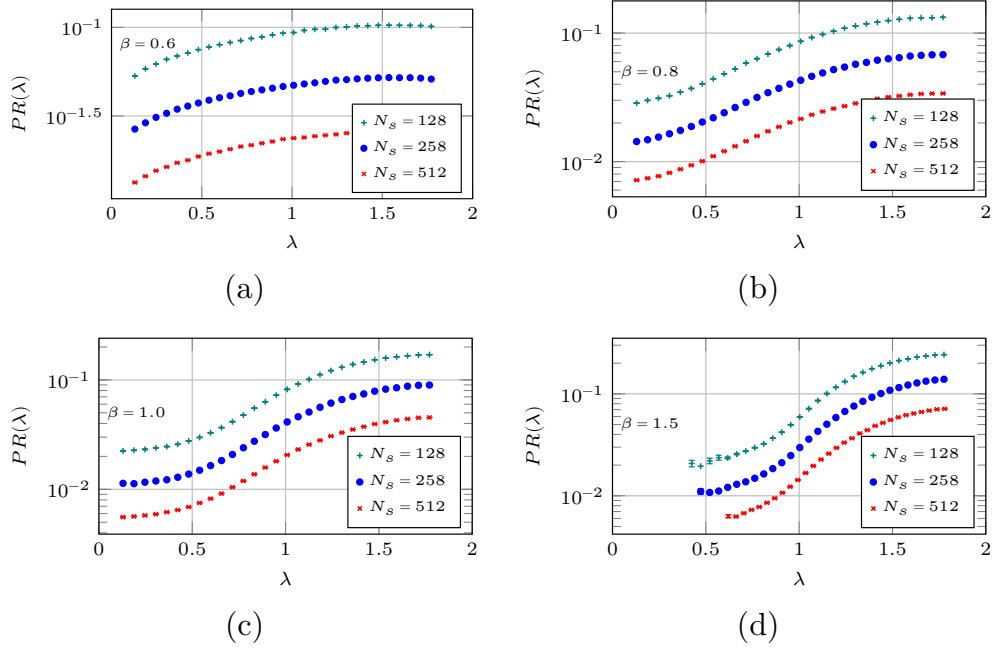 10^{-1}
β = 0.6
10^{-1.5}
PR(λ)
N_s = 128
N_s = 258
N_s = 512
0 0.5 1 1.5 2
λ
(a)
10^{-1}
β = 0.8
10^{-2}
PR(λ)
N_s = 128
N_s = 258
N_s = 512
0 0.5 1 1.5 2
λ
(b)
10^{-1}
β = 1.0
10^{-2}
PR(λ)
N_s = 128
N_s = 258
N_s = 512
0 0.5 1 1.5 2
λ
(c)
10^{-1}
β = 1.5
10^{-2}
PR(λ)
N_s = 128
N_s = 258
N_s = 512
0 0.5 1 1.5 2
λ
(d)